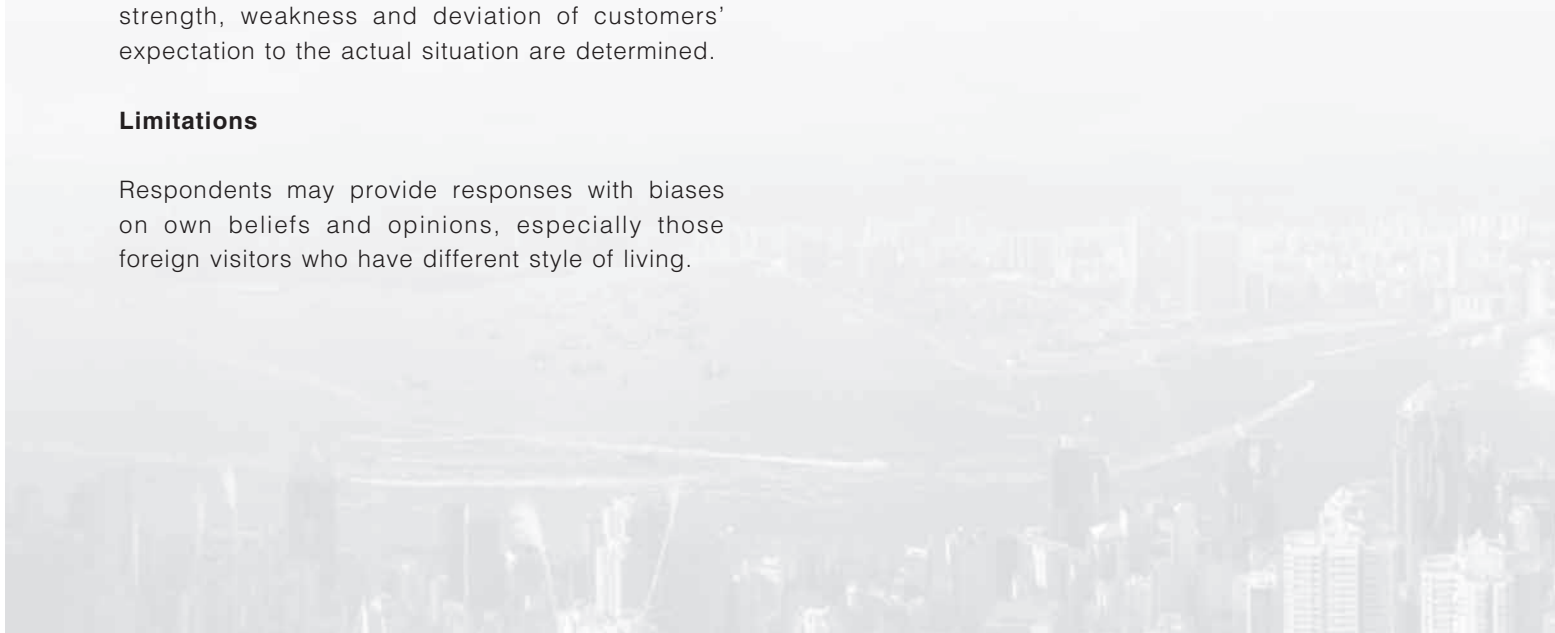 strength, weakness and deviation of customers’
expectation to the actual situation are determined.
Limitations
Respondents may provide responses with biases
on own beliefs and opinions, especially those
foreign visitors who have different style of living.